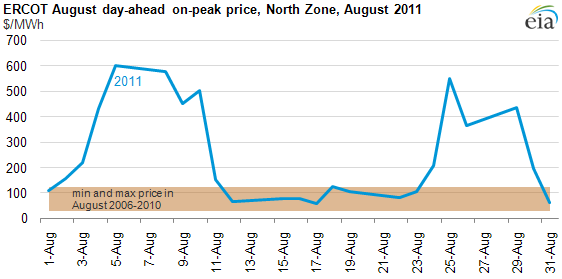 ERCOT August day-ahead on-peak price, North Zone, August 2011
$/MWh
eia
700
600
500
400
300
200
100
0
2011
min and max price in
August 2006-2010
1-Aug
3-Aug
5-Aug
7-Aug
9-Aug
11-Aug
13-Aug
15-Aug
17-Aug
19-Aug
21-Aug
23-Aug
25-Aug
27-Aug
29-Aug
31-Aug